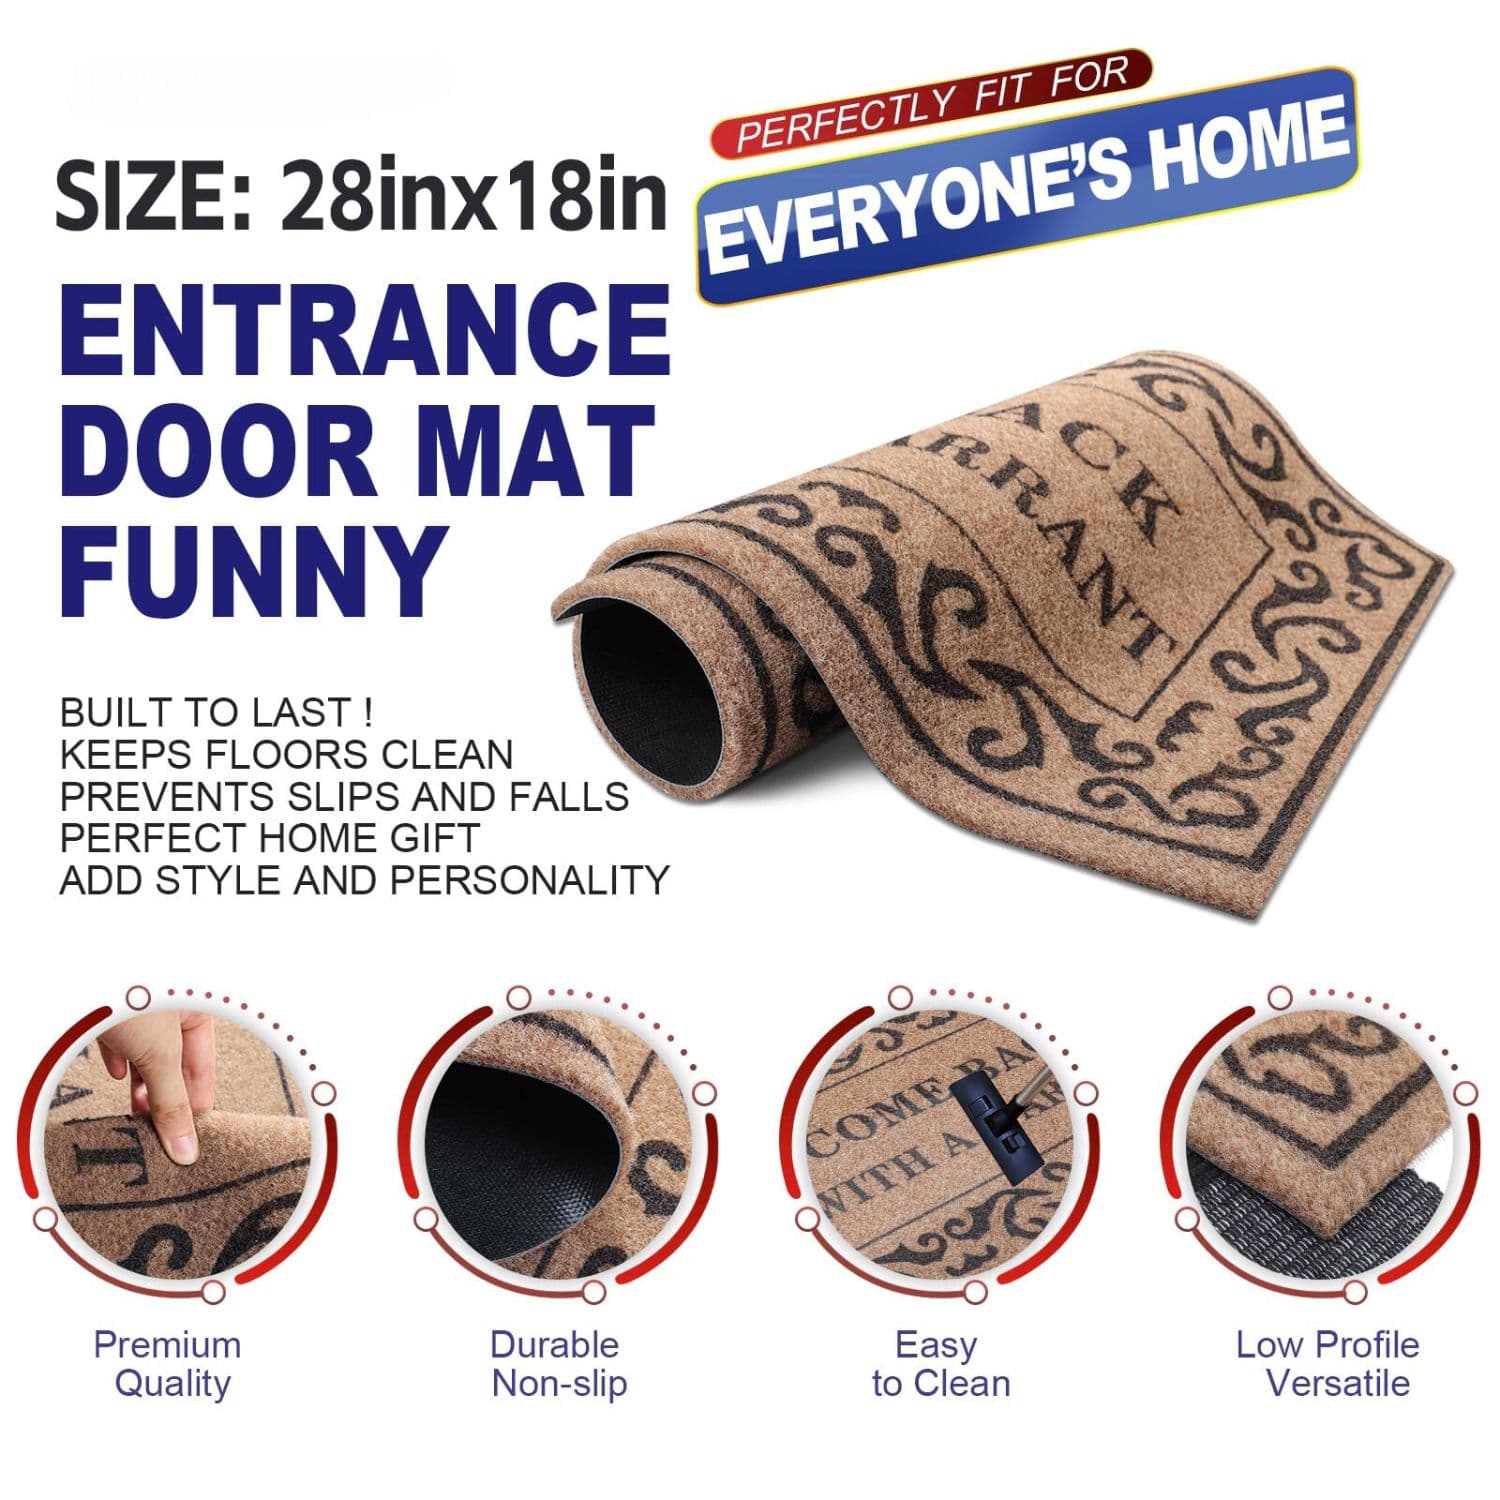 SIZE: 28inx18in
PERFECTLY FIT FOR
EVERYONE'S HOME
ENTRANCE
DOOR MAT
FUNNY
ACK
ARRANT
BUILT TO LAST !
KEEPS FLOORS CLEAN
PREVENTS SLIPS AND FALLS
PERFECT HOME GIFT
ADD STYLE AND PERSONALITY
T
COME BA
WITH A
Premium
Quality
Durable
Non-slip
Easy
to Clean
Low Profile
Versatile